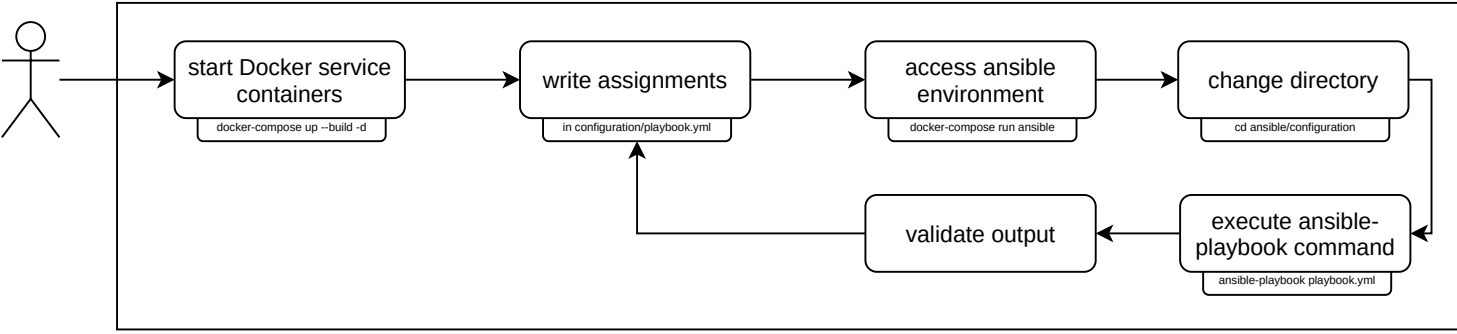 start Docker service
containers
docker-compose up --build -d
write assignments
in configuration/playbook.yml
access ansible
environment
docker-compose run ansible
change directory
cd ansible/configuration
execute ansible-
playbook command
ansible-playbook playbook.yml
validate output